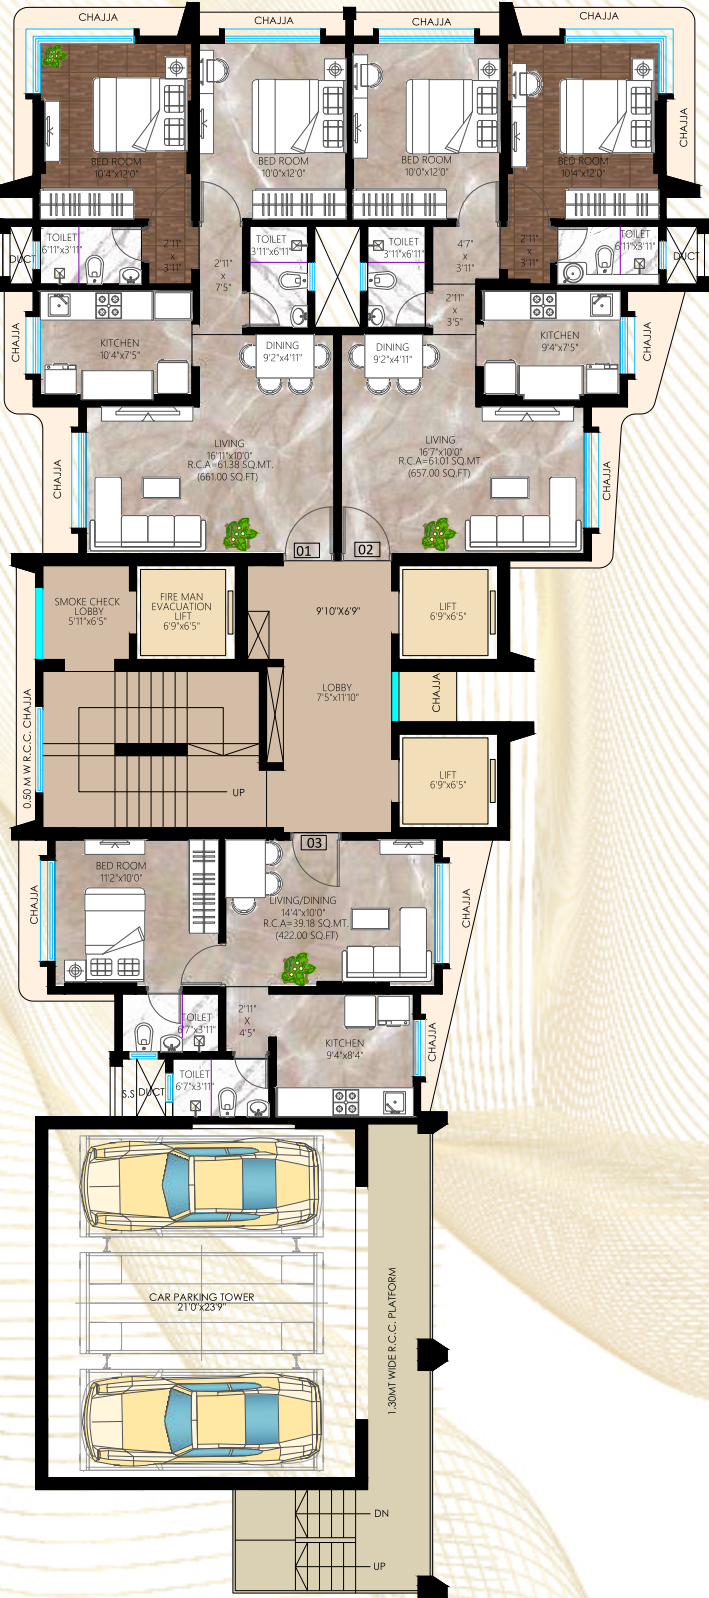 CHAJJA
CHAJJA
CHAJJA
CHAJJA
CHAJJA
BED ROOM
10'4"x12'0"
BED ROOM
10'0"x12'0"
BED ROOM
10'0"x12'0"
BED ROOM
10'4"x12'0"
DUCT
TOILET
6'11"x3'11"
2'11"
x
3'11"
2'11"
x
7'5"
TOILET
3'11"x6'11"
TOILET
3'11"x6'11"
4'7"
x
3'11"
2'11"
x
3'11"
TOILET
6'11"x3'11"
DUCT
2'11"
x
3'5"
CHAJJA
KITCHEN
10'4"x7'5"
DINING
9'2"x4'11"
DINING
9'2"x4'11"
KITCHEN
9'4"x7'5"
CHAJJA
CHAJJA
LIVING
16'11"x10'0"
R.C.A=61.38 SQ.MT.
(661.00 SQ.FT)
LIVING
16'7"x10'0"
R.C.A=61.01 SQ.MT.
(657.00 SQ.FT)
CHAJJA
01
02
SMOKE CHECK
LOBBY
5'11"x6'5"
FIRE MAN
EVACUATION
LIFT
6'9"x6'5"
9'10"X6'9"
LIFT
6'9"x6'5"
0.50 M W R.C.C. CHAJJA
LOBBY
7'5"x11'10"
CHAJJA
UP
LIFT
6'9"x6'5"
03
CHAJJA
BED ROOM
11'2"x10'0"
LIVING/DINING
14'4"x10'0"
R.C.A=39.18 SQ.MT.
(422.00 SQ.FT)
CHAJJA
TOILET
6'7"x3'11"
2'11"
X
4'5"
KITCHEN
9'4"x8'4"
CHAJJA
S.S
DUCT
TOILET
6'7"x3'11"
CAR PARKING TOWER
21'0"x23'9"
1.30MT WIDE R.C.C. PLATFORM
DN
UP